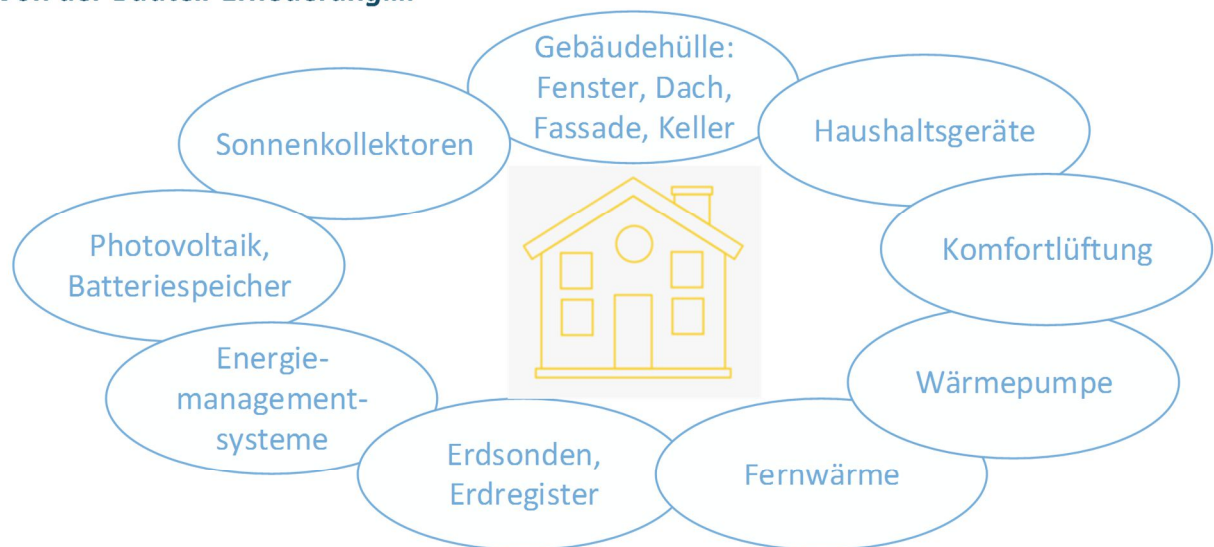 Gebäudehülle:
Fenster, Dach,
Fassade, Keller
Sonnenkollektoren
Haushaltsgeräte
Photovoltaik,
Batteriespeicher
Komfortlüftung
Energie-
management-
systeme
Wärmepumpe
Erdsonden,
Erdregister
Fernwärme